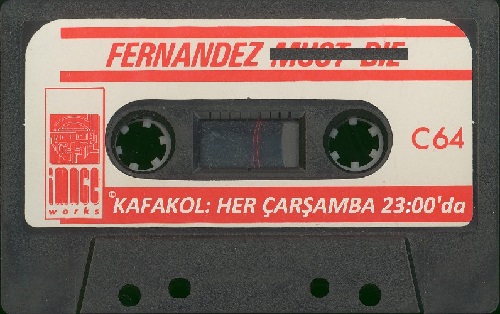 FERNANDEZ MUST DIE
C64
image
works
© KAFAKOL: HER ÇARŞAMBA 23:00'da